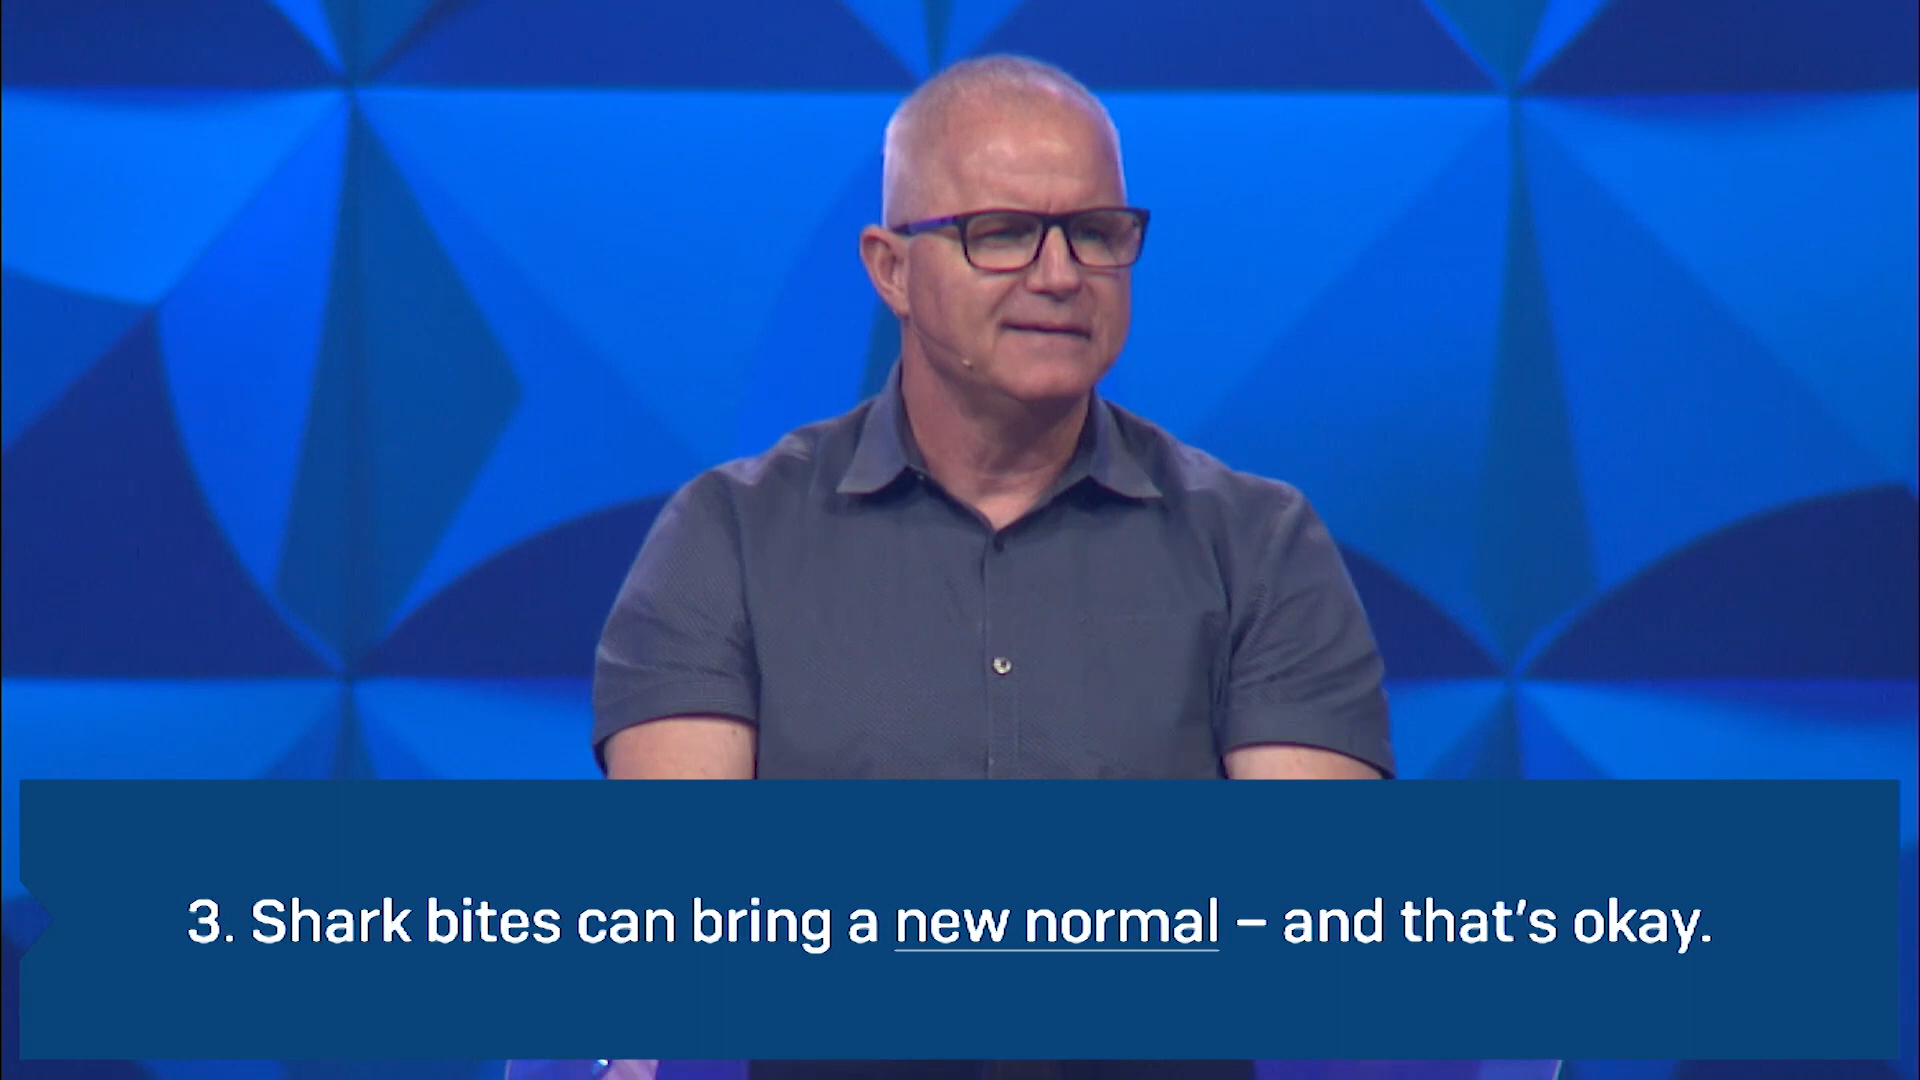 3. Shark bites can bring a new normal – and that's okay.